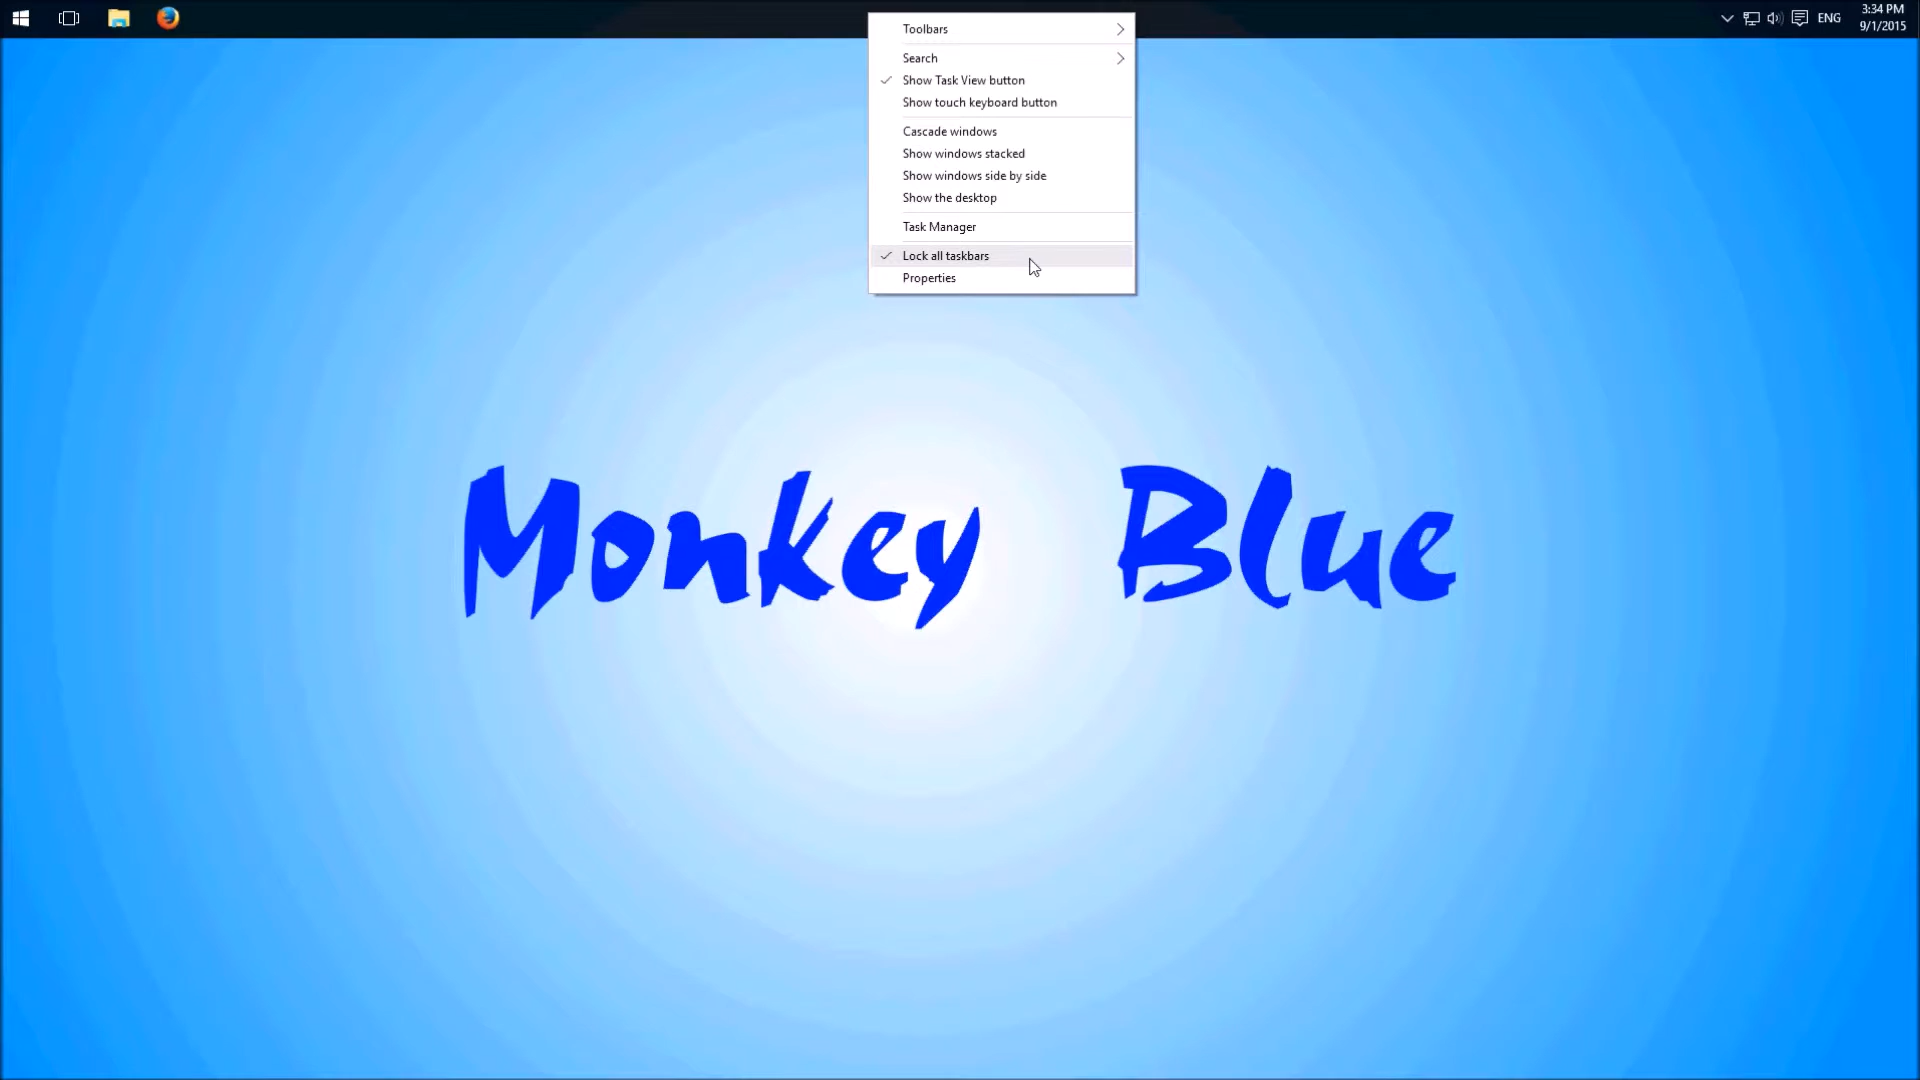 ENG
3:34 PM
9/1/2015
Toolbars
Search
Show Task View button
Show touch keyboard button
Cascade windows
Show windows stacked
Show windows side by side
Show the desktop
Task Manager
Lock all taskbars
Properties
Monkey Blue